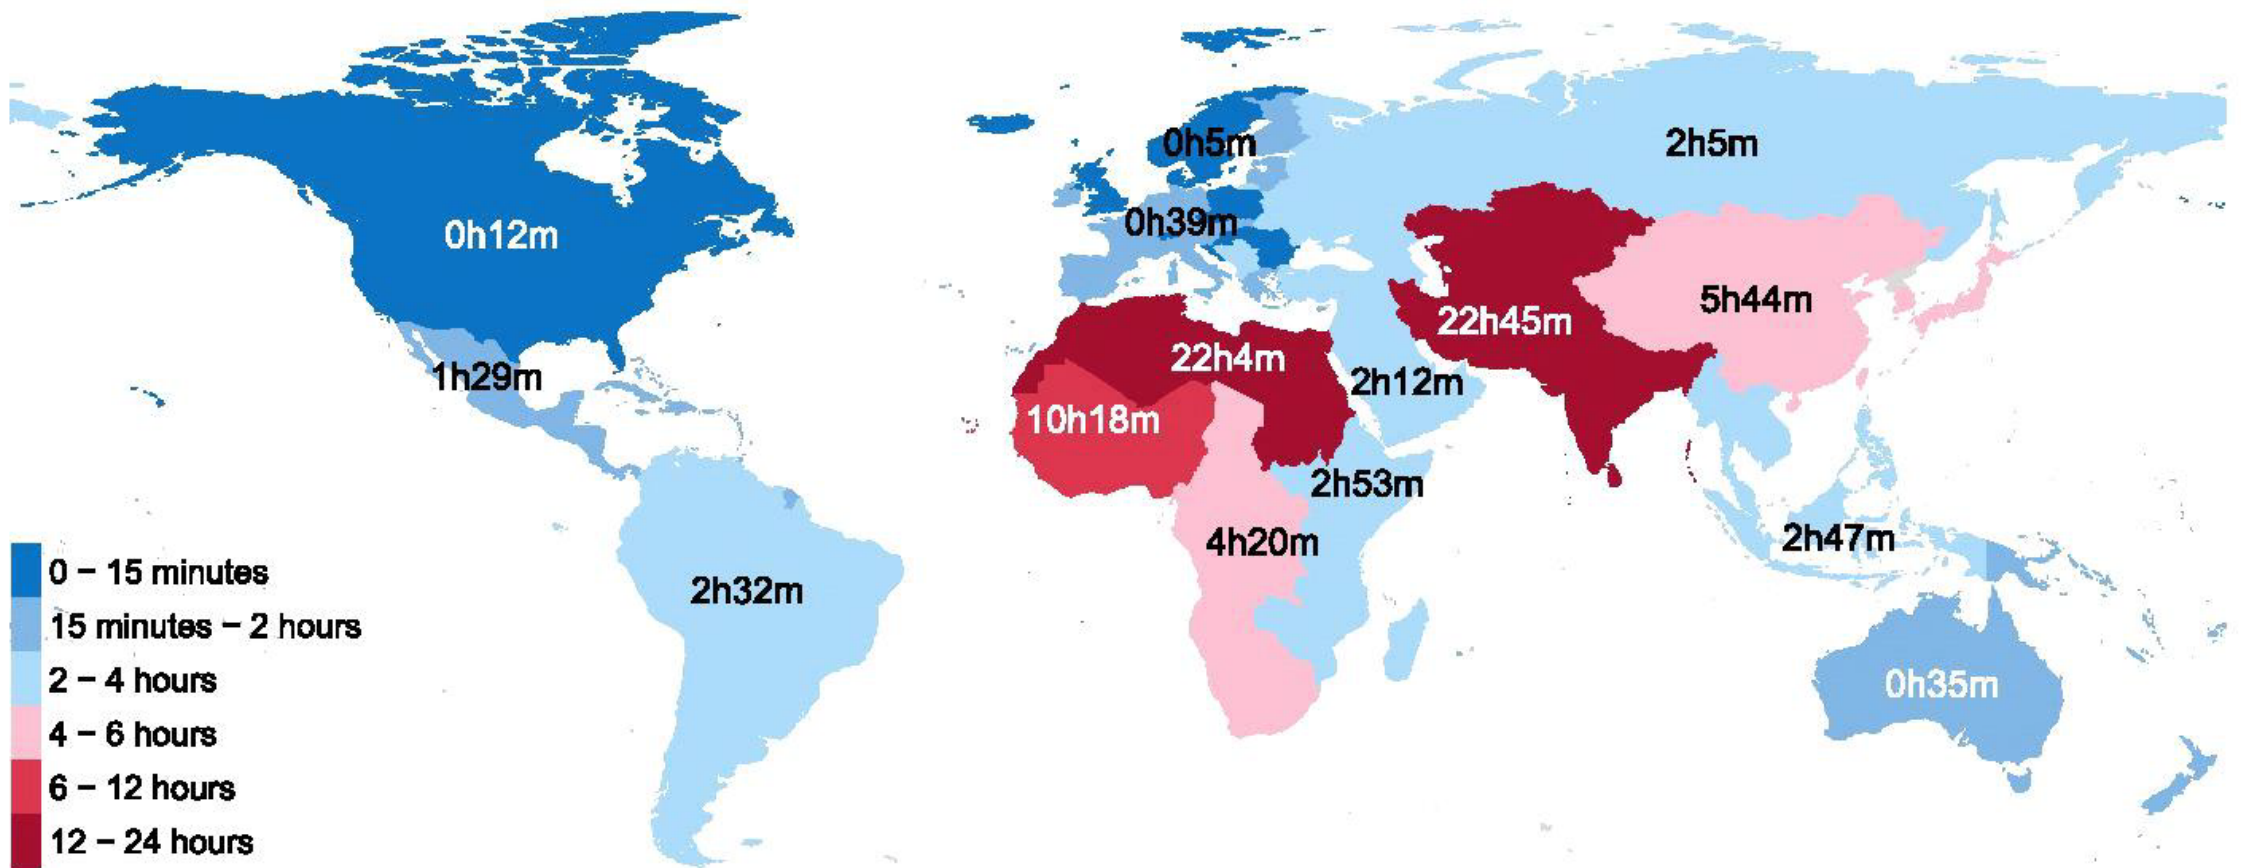 0h5m
2h5m
0h39m
0h12m
5h44m
22h45m
22h4m
1h29m
2h12m
10h18m
2h53m
2h47m
4h20m
2h32m
0h35m
0 – 15 minutes
15 minutes – 2 hours
2 – 4 hours
4 – 6 hours
6 – 12 hours
12 – 24 hours